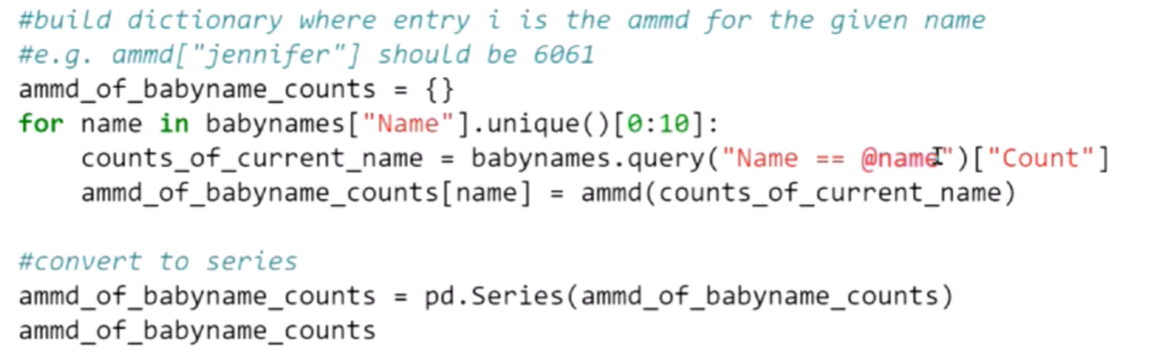 #build dictionary where entry i is the ammd for the given name
#e.g. ammd["jennifer"] should be 6061
ammd_of_babyname_counts = {}
for name in babynames["Name"].unique()[0:10]:
    counts_of_current_name = babynames.query("Name == @name")["Count"]
    ammd_of_babyname_counts[name] = ammd(counts_of_current_name)

#convert to series
ammd_of_babyname_counts = pd.Series(ammd_of_babyname_counts)
ammd_of_babyname_counts